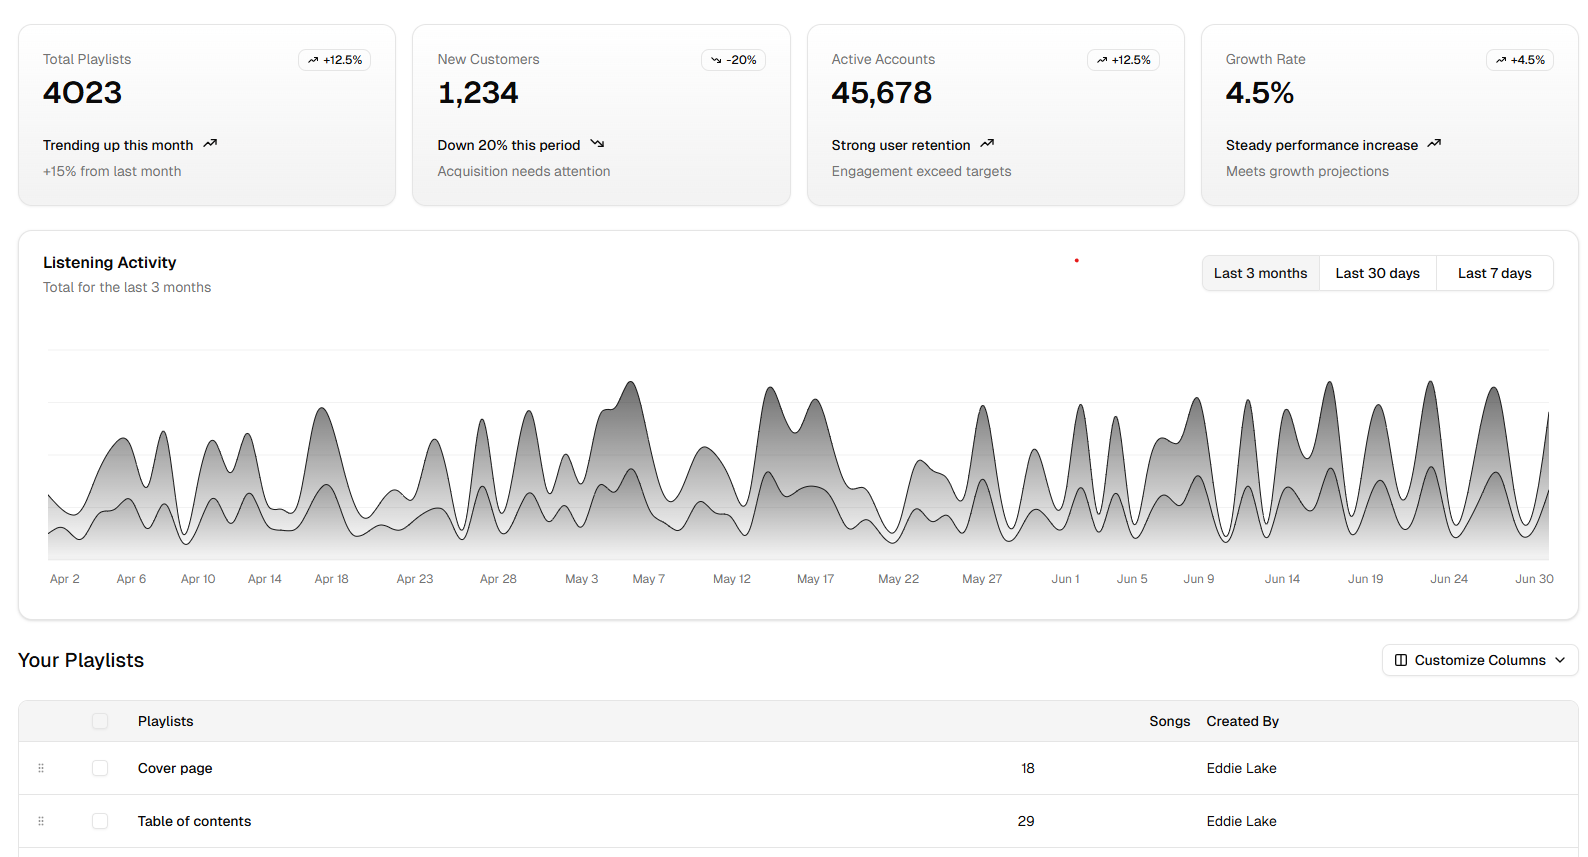 Total Playlists
+12.5%
4O23
Trending up this month
+15% from last month
New Customers
-20%
1,234
Down 20% this period
Acquisition needs attention
Active Accounts
+12.5%
45,678
Strong user retention
Engagement exceed targets
Growth Rate
+4.5%
4.5%
Steady performance increase
Meets growth projections
Listening Activity
Total for the last 3 months
Last 3 months Last 30 days Last 7 days
Apr 2 Apr 6 Apr 10 Apr 14 Apr 18 Apr 23 Apr 28 May 3 May 7 May 12 May 17 May 22 May 27 Jun 1 Jun 5 Jun 9 Jun 14 Jun 19 Jun 24 Jun 30
Your Playlists
Customize Columns
Playlists Songs Created By
Cover page 18 Eddie Lake
Table of contents 29 Eddie Lake